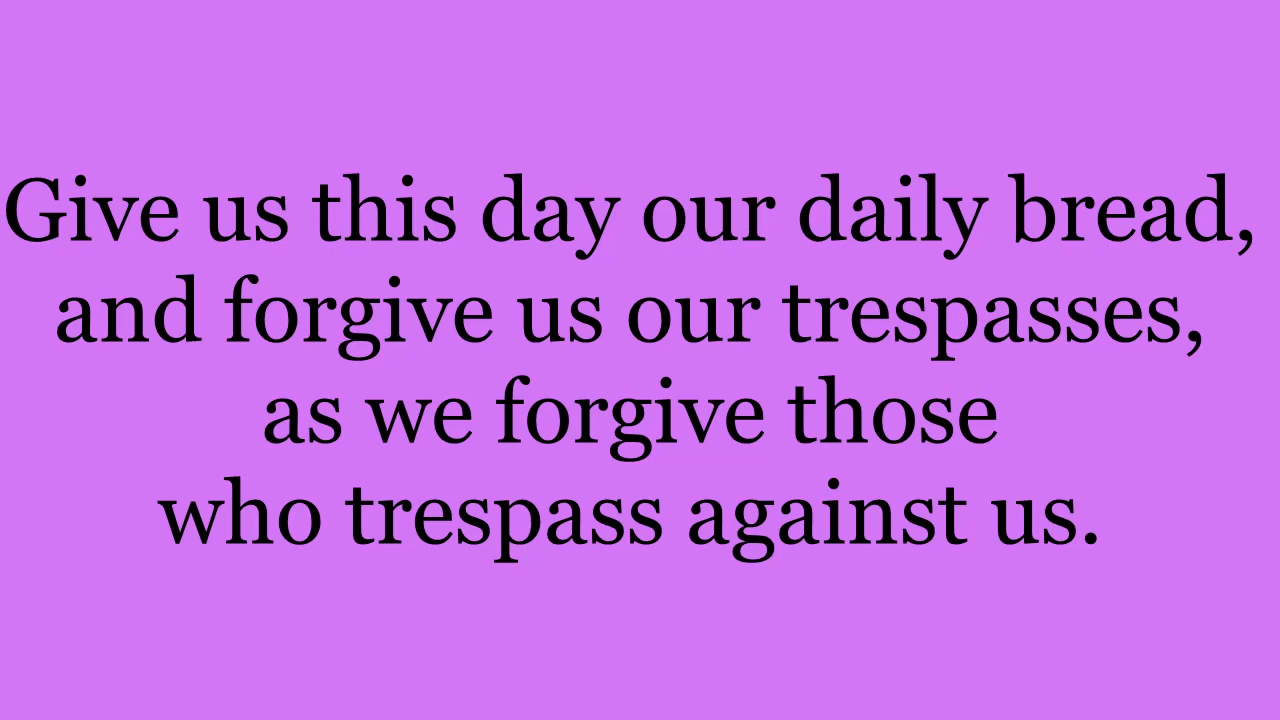 Give us this day our daily bread,
and forgive us our trespasses,
as we forgive those
who trespass against us.